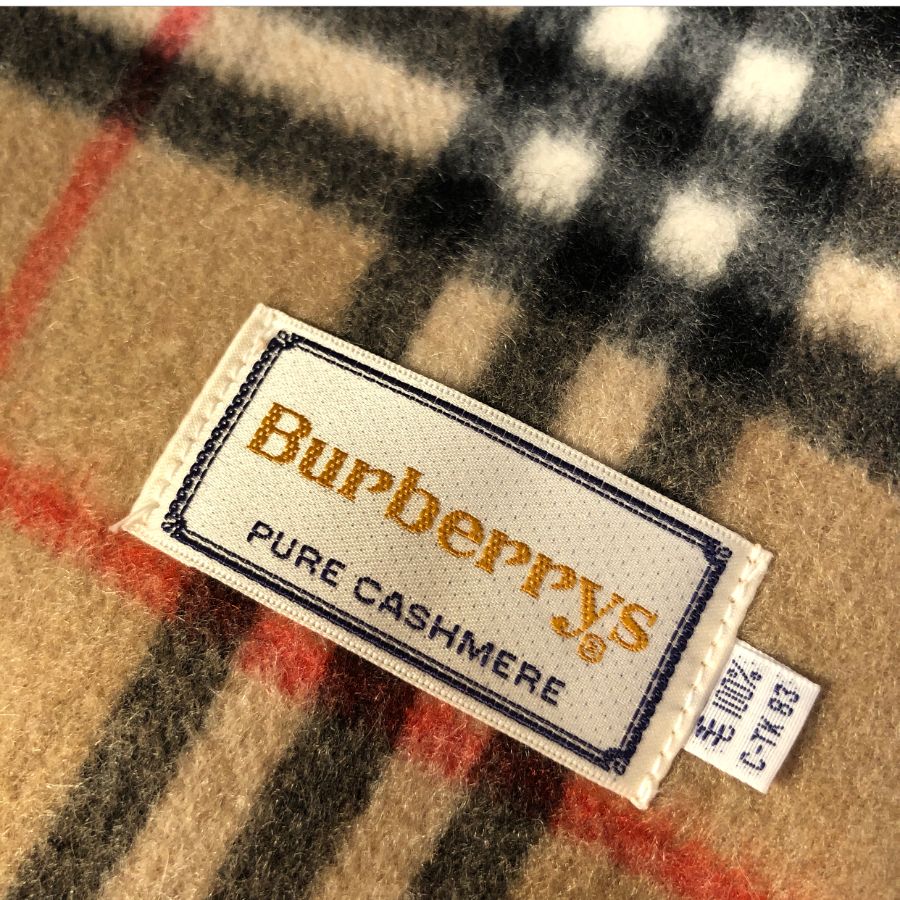 Burberrys®
PURE CASHMERE
毛 100%
C-TK 83